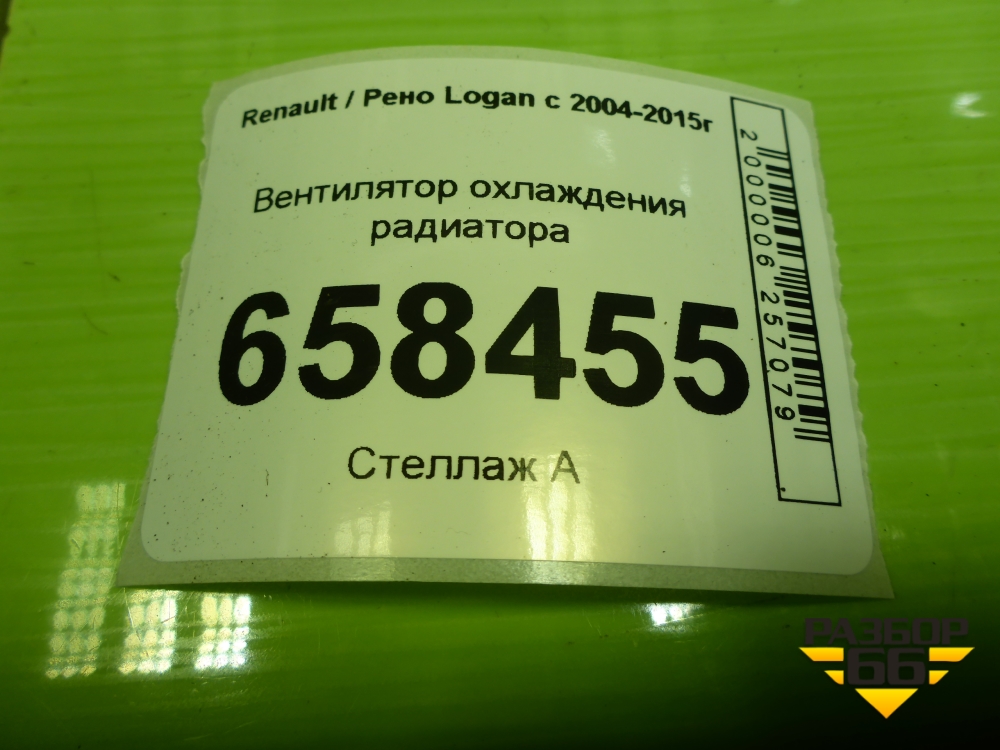 Renault / Рено Logan с 2004-2015г
Вентилятор охлаждения
радиатора
658455
Стеллаж А
2000006257079
РАЗБОР
66